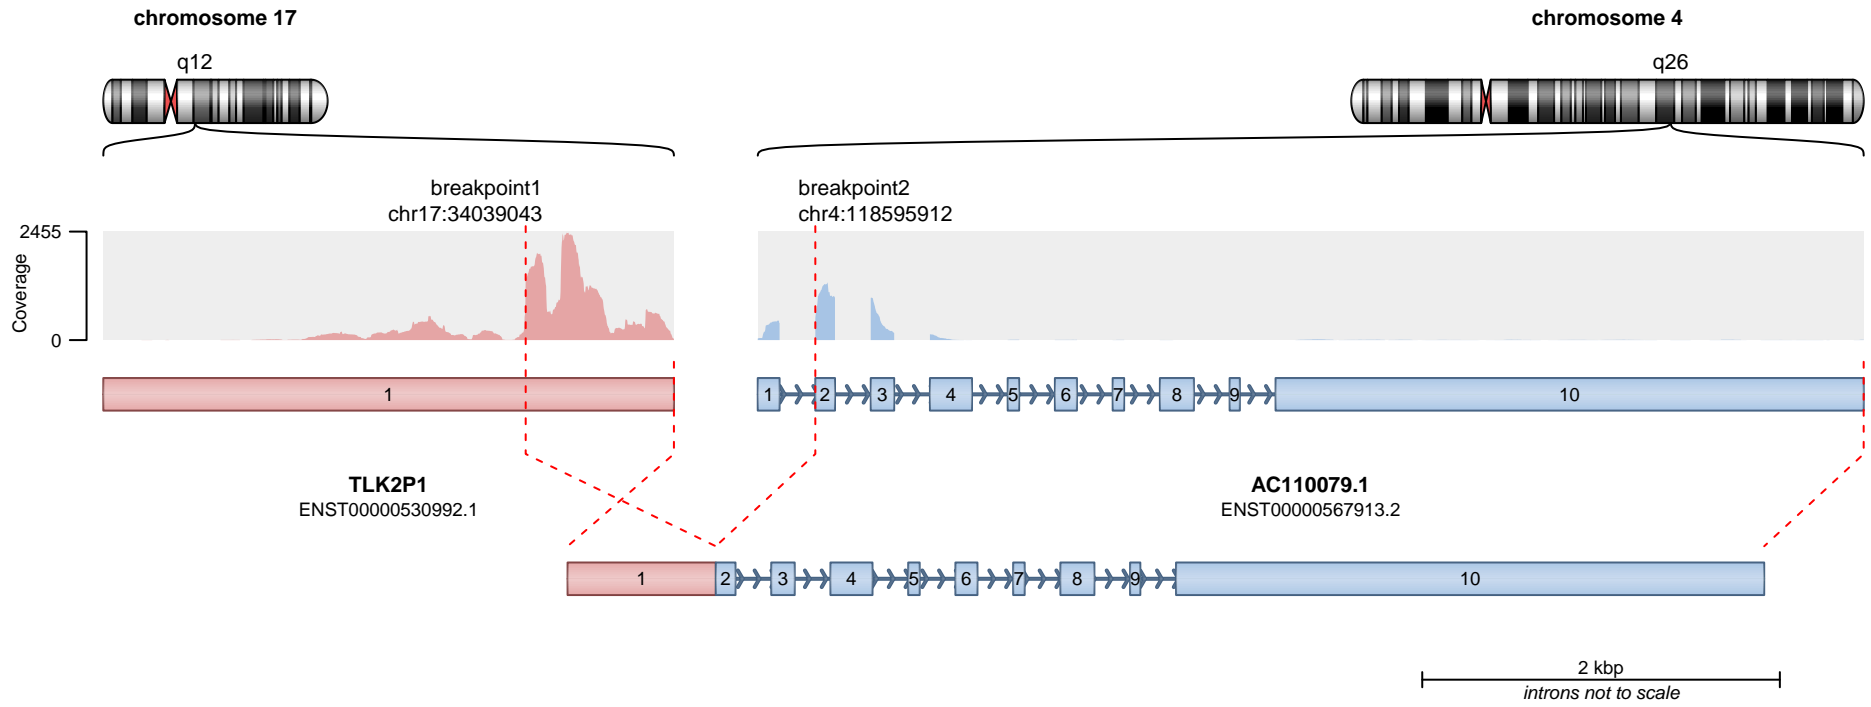 chromosome 17
chromosome 4
q12
q26
breakpoint1
chr17:34039043
breakpoint2
chr4:118595912
2455
Coverage
0
1
1 2 3 4 5 6 7 8 9 10
TLK2P1
ENST00000530992.1
AC110079.1
ENST00000567913.2
1 2 3 4 5 6 7 8 9 10
2 kbp
introns not to scale